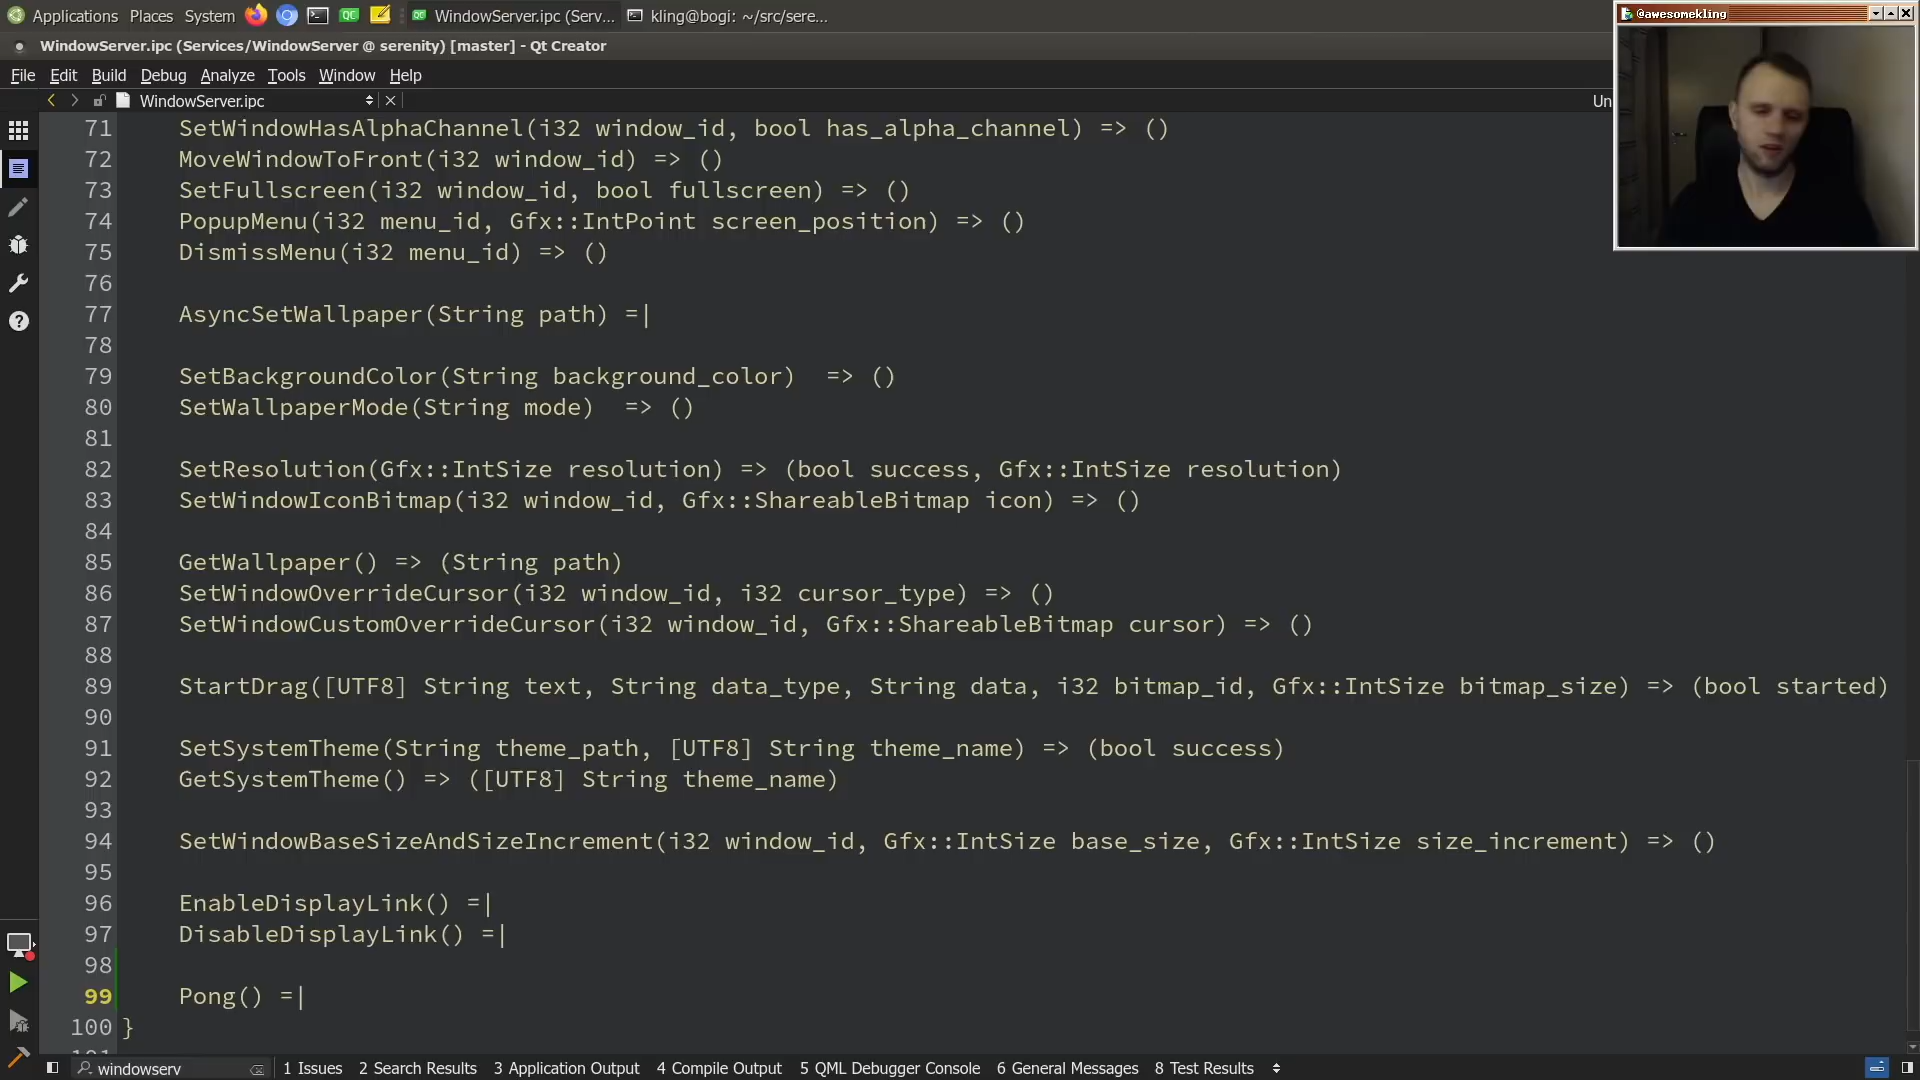 Applications Places System WindowServer.ipc (Serv... kling@bogi: ~/src/sere...
@awesomekling
WindowServer.ipc (Services/WindowServer @ serenity) [master] - Qt Creator
File Edit Build Debug Analyze Tools Window Help
WindowServer.ipc Un
71 SetWindowHasAlphaChannel(i32 window_id, bool has_alpha_channel) => ()
72 MoveWindowToFront(i32 window_id) => ()
73 SetFullscreen(i32 window_id, bool fullscreen) => ()
74 PopupMenu(i32 menu_id, Gfx::IntPoint screen_position) => ()
75 DismissMenu(i32 menu_id) => ()
76
77 AsyncSetWallpaper(String path) =|
78
79 SetBackgroundColor(String background_color)  => ()
80 SetWallpaperMode(String mode)  => ()
81
82 SetResolution(Gfx::IntSize resolution) => (bool success, Gfx::IntSize resolution)
83 SetWindowIconBitmap(i32 window_id, Gfx::ShareableBitmap icon) => ()
84
85 GetWallpaper() => (String path)
86 SetWindowOverrideCursor(i32 window_id, i32 cursor_type) => ()
87 SetWindowCustomOverrideCursor(i32 window_id, Gfx::ShareableBitmap cursor) => ()
88
89 StartDrag([UTF8] String text, String data_type, String data, i32 bitmap_id, Gfx::IntSize bitmap_size) => (bool started)
90
91 SetSystemTheme(String theme_path, [UTF8] String theme_name) => (bool success)
92 GetSystemTheme() => ([UTF8] String theme_name)
93
94 SetWindowBaseSizeAndSizeIncrement(i32 window_id, Gfx::IntSize base_size, Gfx::IntSize size_increment) => ()
95
96 EnableDisplayLink() =|
97 DisableDisplayLink() =|
98
99 Pong() =|
100 }
windowserv 1 Issues 2 Search Results 3 Application Output 4 Compile Output 5 QML Debugger Console 6 General Messages 8 Test Results